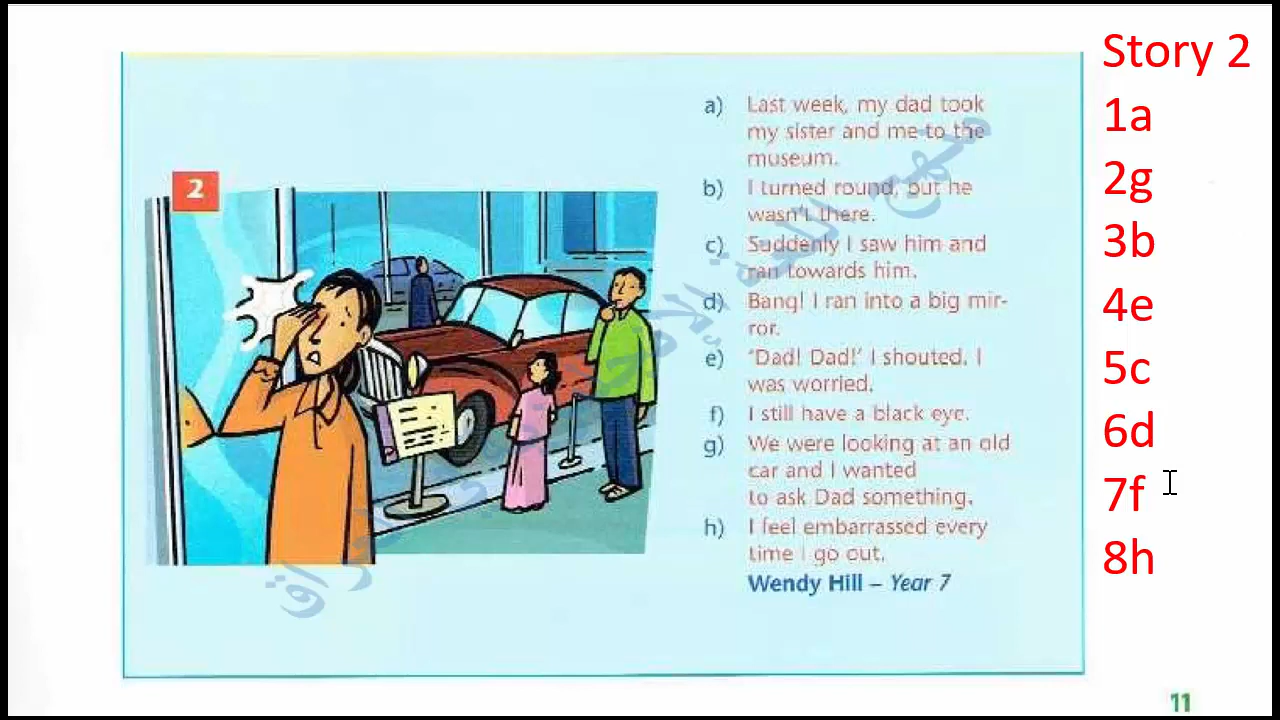 2
a) Last week, my dad took
my sister and me to the
museum.
b) I turned round, but he
wasn't there.
c) Suddenly I saw him and
ran towards him.
d) Bang! I ran into a big mir-
ror.
e) 'Dad! Dad!' I shouted. I
was worried.
f) I still have a black eye.
g) We were looking at an old
car and I wanted
to ask Dad something.
h) I feel embarrassed every
time I go out.
Wendy Hill – Year 7
Story 2
1a
2g
3b
4e
5c
6d
7f
8h
11